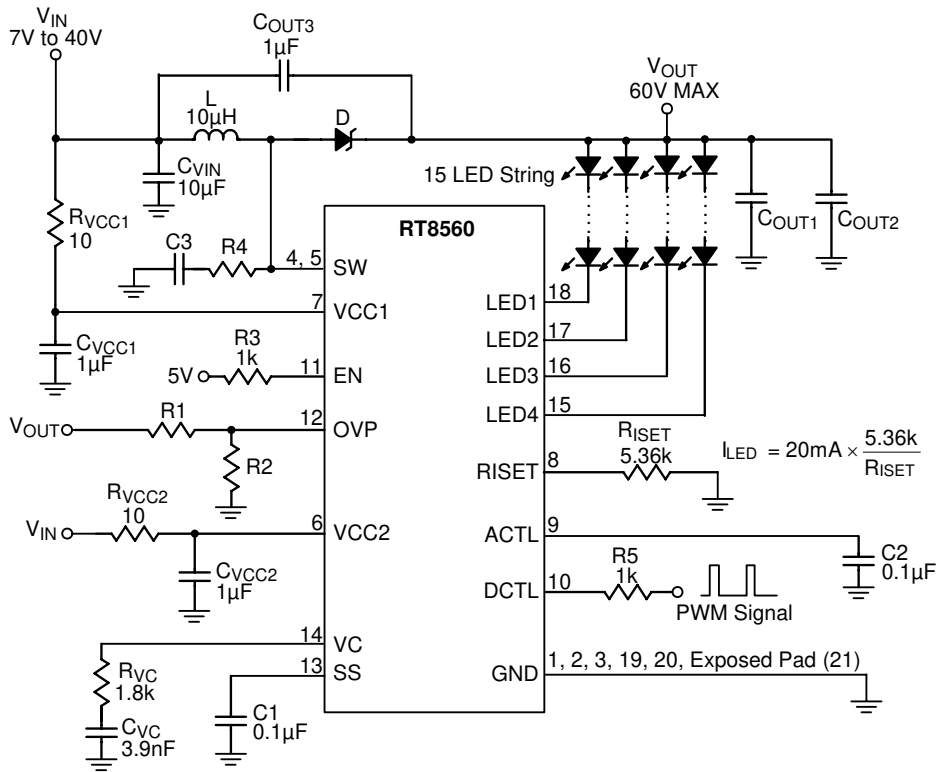 VIN
7V to 40V
COUT3
1µF
VOUT
60V MAX
L
10µH
D
CVIN
10µF
15 LED String
RVCC1
10
COUT1
COUT2
RT8560
C3
R4
4, 5
SW
LED1
18
7
VCC1
LED2
17
CVCC1
1µF
R3
1k
5V
11
EN
LED3
16
LED4
15
VOUT
R1
12
OVP
R2
RISET
5.36k
RISET
8
ILED = 20mA × 5.36k
RISET
RVCC2
10
VIN
6
VCC2
CVCC2
1µF
ACTL
9
C2
0.1µF
DCTL
10
R5
1k
PWM Signal
14
VC
13
SS
RVC
1.8k
CVC
3.9nF
C1
0.1µF
GND
1, 2, 3, 19, 20, Exposed Pad (21)